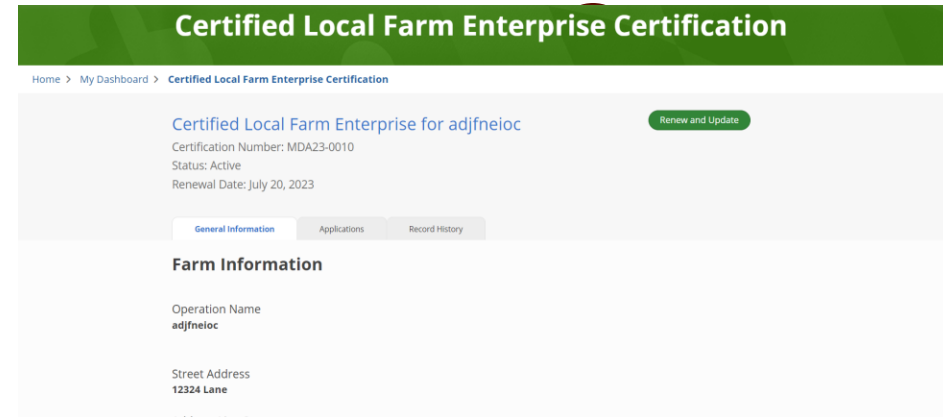 Certified Local Farm Enterprise Certification
Home > My Dashboard > Certified Local Farm Enterprise Certification
Certified Local Farm Enterprise for adjfneioc
Renew and Update
Certification Number: MDA23-0010
Status: Active
Renewal Date: July 20, 2023
General Information Applications Record History
Farm Information
Operation Name
adjfneioc
Street Address
12324 Lane